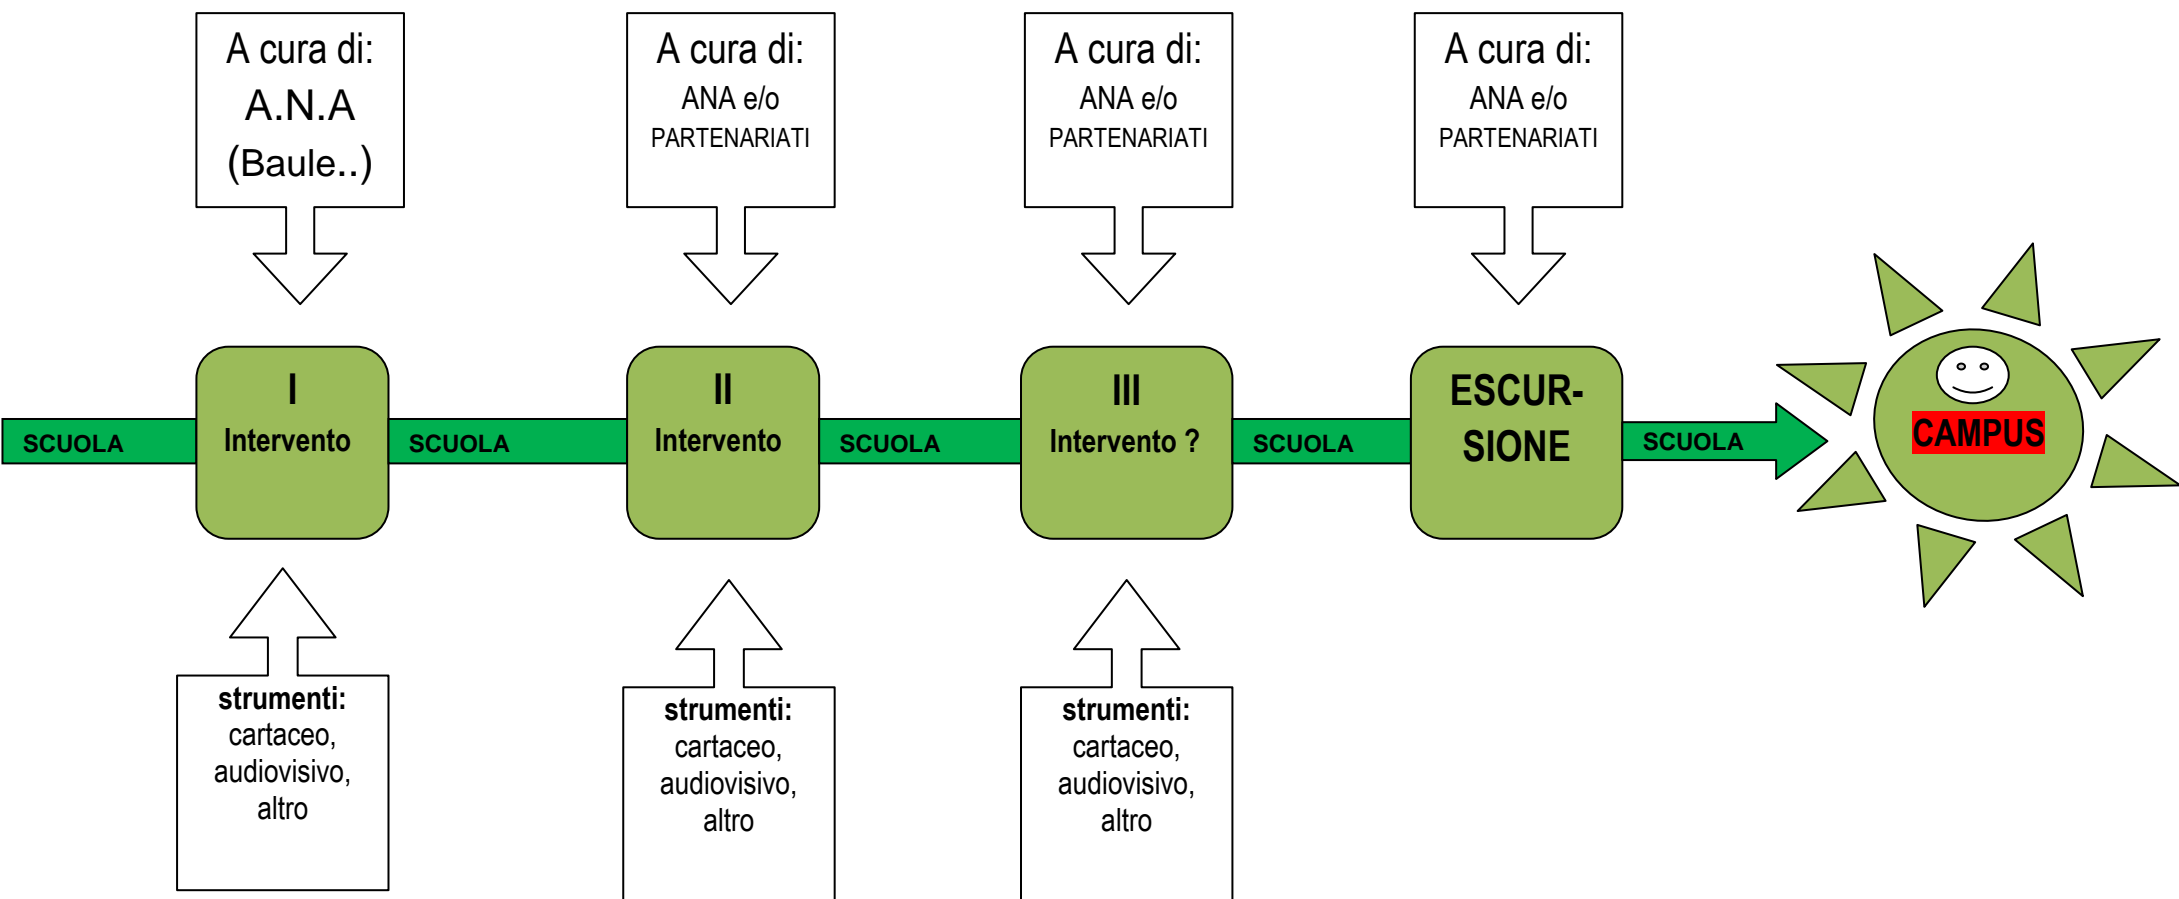 A cura di:
A.N.A
(Baule..)
A cura di:
ANA e/o
PARTENARIATI
A cura di:
ANA e/o
PARTENARIATI
A cura di:
ANA e/o
PARTENARIATI
SCUOLA
I
Intervento
SCUOLA
II
Intervento
SCUOLA
III
Intervento ?
SCUOLA
ESCUR-
SIONE
SCUOLA
CAMPUS
strumenti:
cartaceo,
audiovisivo,
altro
strumenti:
cartaceo,
audiovisivo,
altro
strumenti:
cartaceo,
audiovisivo,
altro